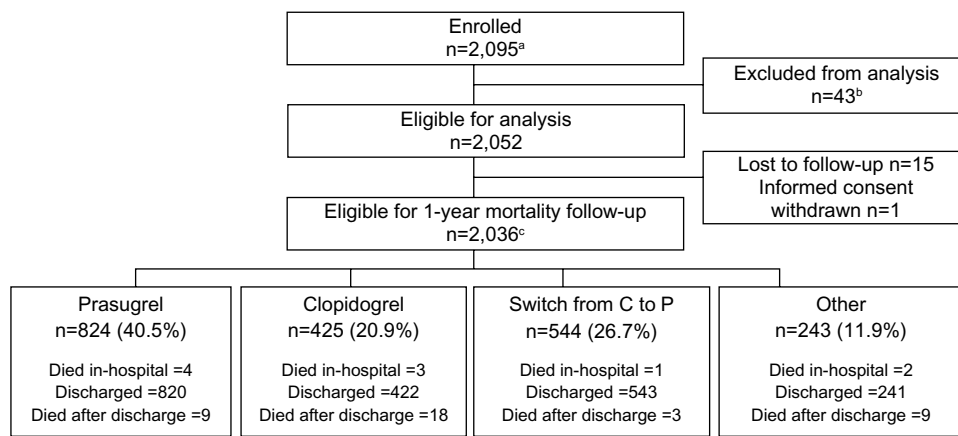 Enrolled
n=2,095ᵃ
Excluded from analysis
n=43ᵇ
Eligible for analysis
n=2,052
Lost to follow-up n=15
Informed consent
withdrawn n=1
Eligible for 1-year mortality follow-up
n=2,036ᶜ
Prasugrel
n=824 (40.5%)
Died in-hospital =4
Discharged =820
Died after discharge =9
Clopidogrel
n=425 (20.9%)
Died in-hospital =3
Discharged =422
Died after discharge =18
Switch from C to P
n=544 (26.7%)
Died in-hospital =1
Discharged =543
Died after discharge =3
Other
n=243 (11.9%)
Died in-hospital =2
Discharged =241
Died after discharge =9